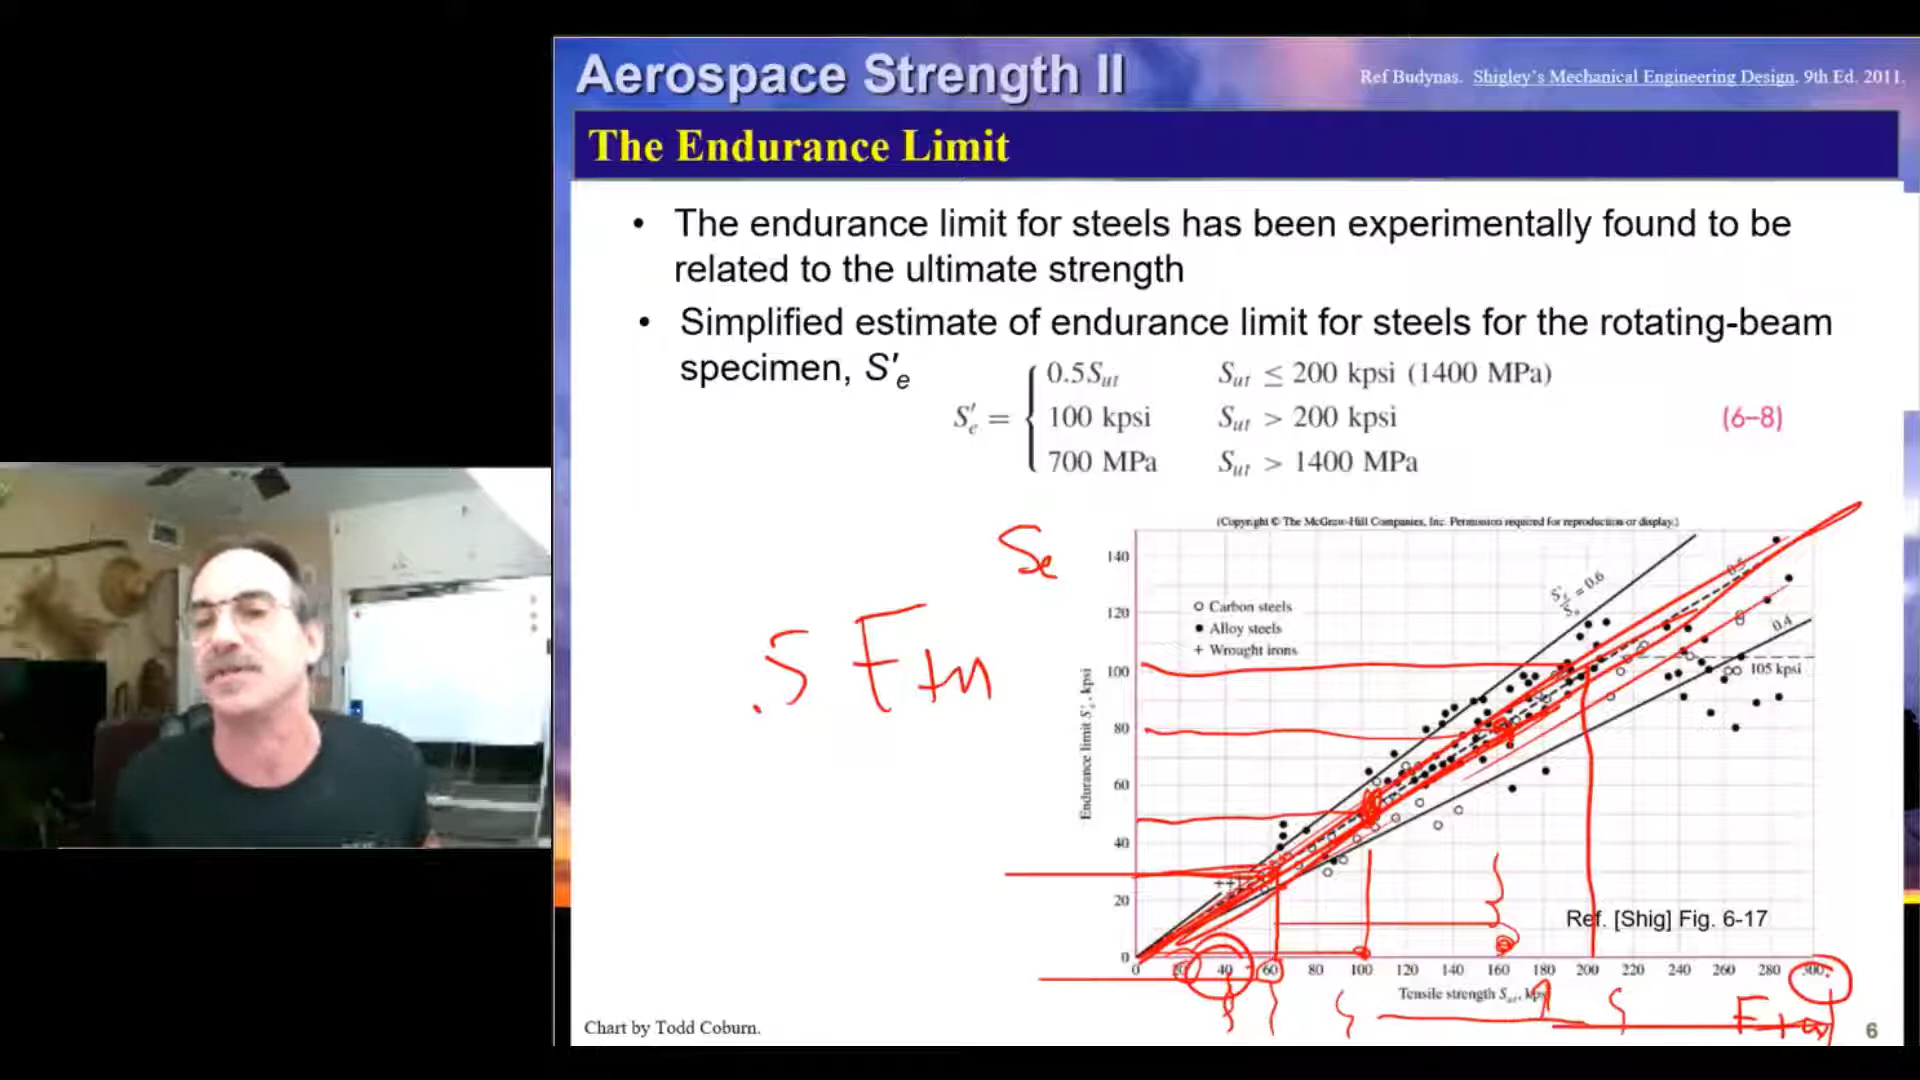 Aerospace Strength II
Ref Budynas. Shigley's Mechanical Engineering Design. 9th Ed. 2011.
The Endurance Limit
• The endurance limit for steels has been experimentally found to be
related to the ultimate strength
• Simplified estimate of endurance limit for steels for the rotating-beam
specimen, S′e
S′e = { 0.5Sut Sut ≤ 200 kpsi (1400 MPa)
100 kpsi Sut > 200 kpsi (6–8)
700 MPa Sut > 1400 MPa
(Copyright © The McGraw-Hill Companies, Inc. Permission required for reproduction or display.)
Se
.5 Ftu
140
120
100
80
60
40
20
0
Endurance limit S′e, kpsi
○ Carbon steels
● Alloy steels
+ Wrought irons
S′e/Su = 0.6
0.5
0.4
105 kpsi
Ref. [Shig] Fig. 6-17
0 20 40 60 80 100 120 140 160 180 200 220 240 260 280 300
Tensile strength Sut, kpsi
Ftu
Chart by Todd Coburn.
6